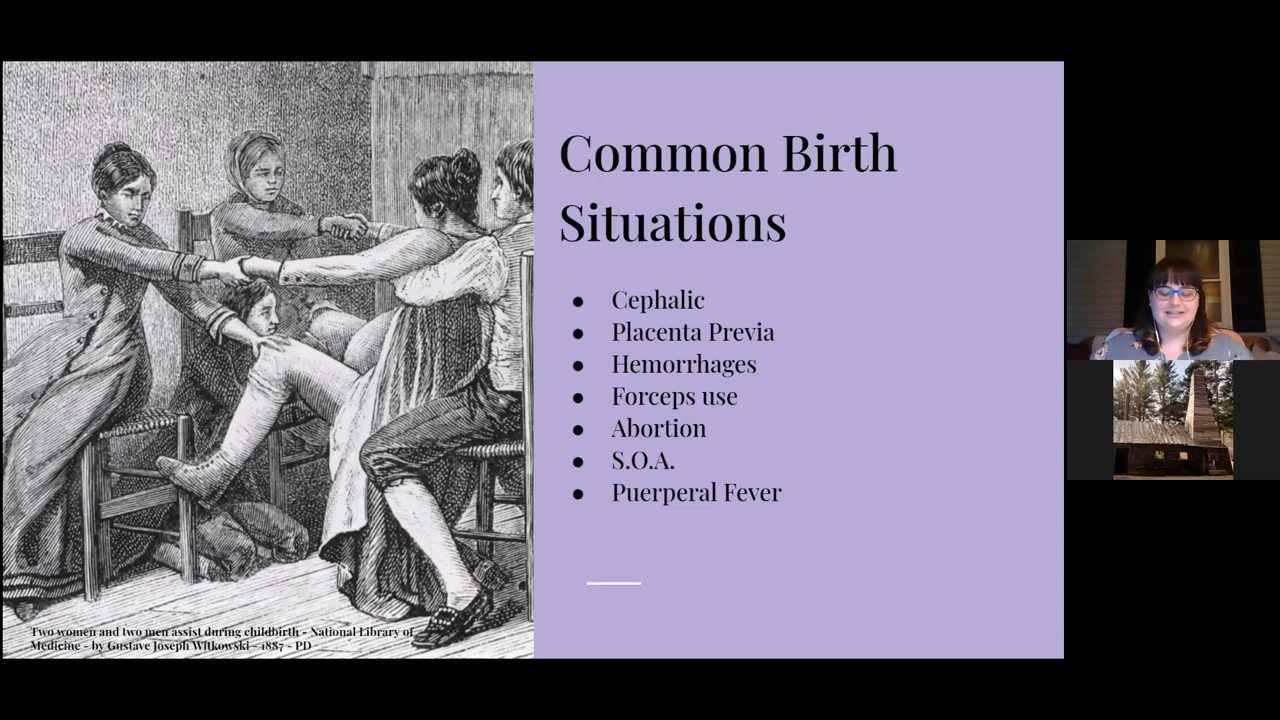 Common Birth
Situations
● Cephalic
● Placenta Previa
● Hemorrhages
● Forceps use
● Abortion
● S.O.A.
● Puerperal Fever
Two women and two men assist during childbirth - National Library of
Medicine - by Gustave Joseph Witkowski - 1887 - PD